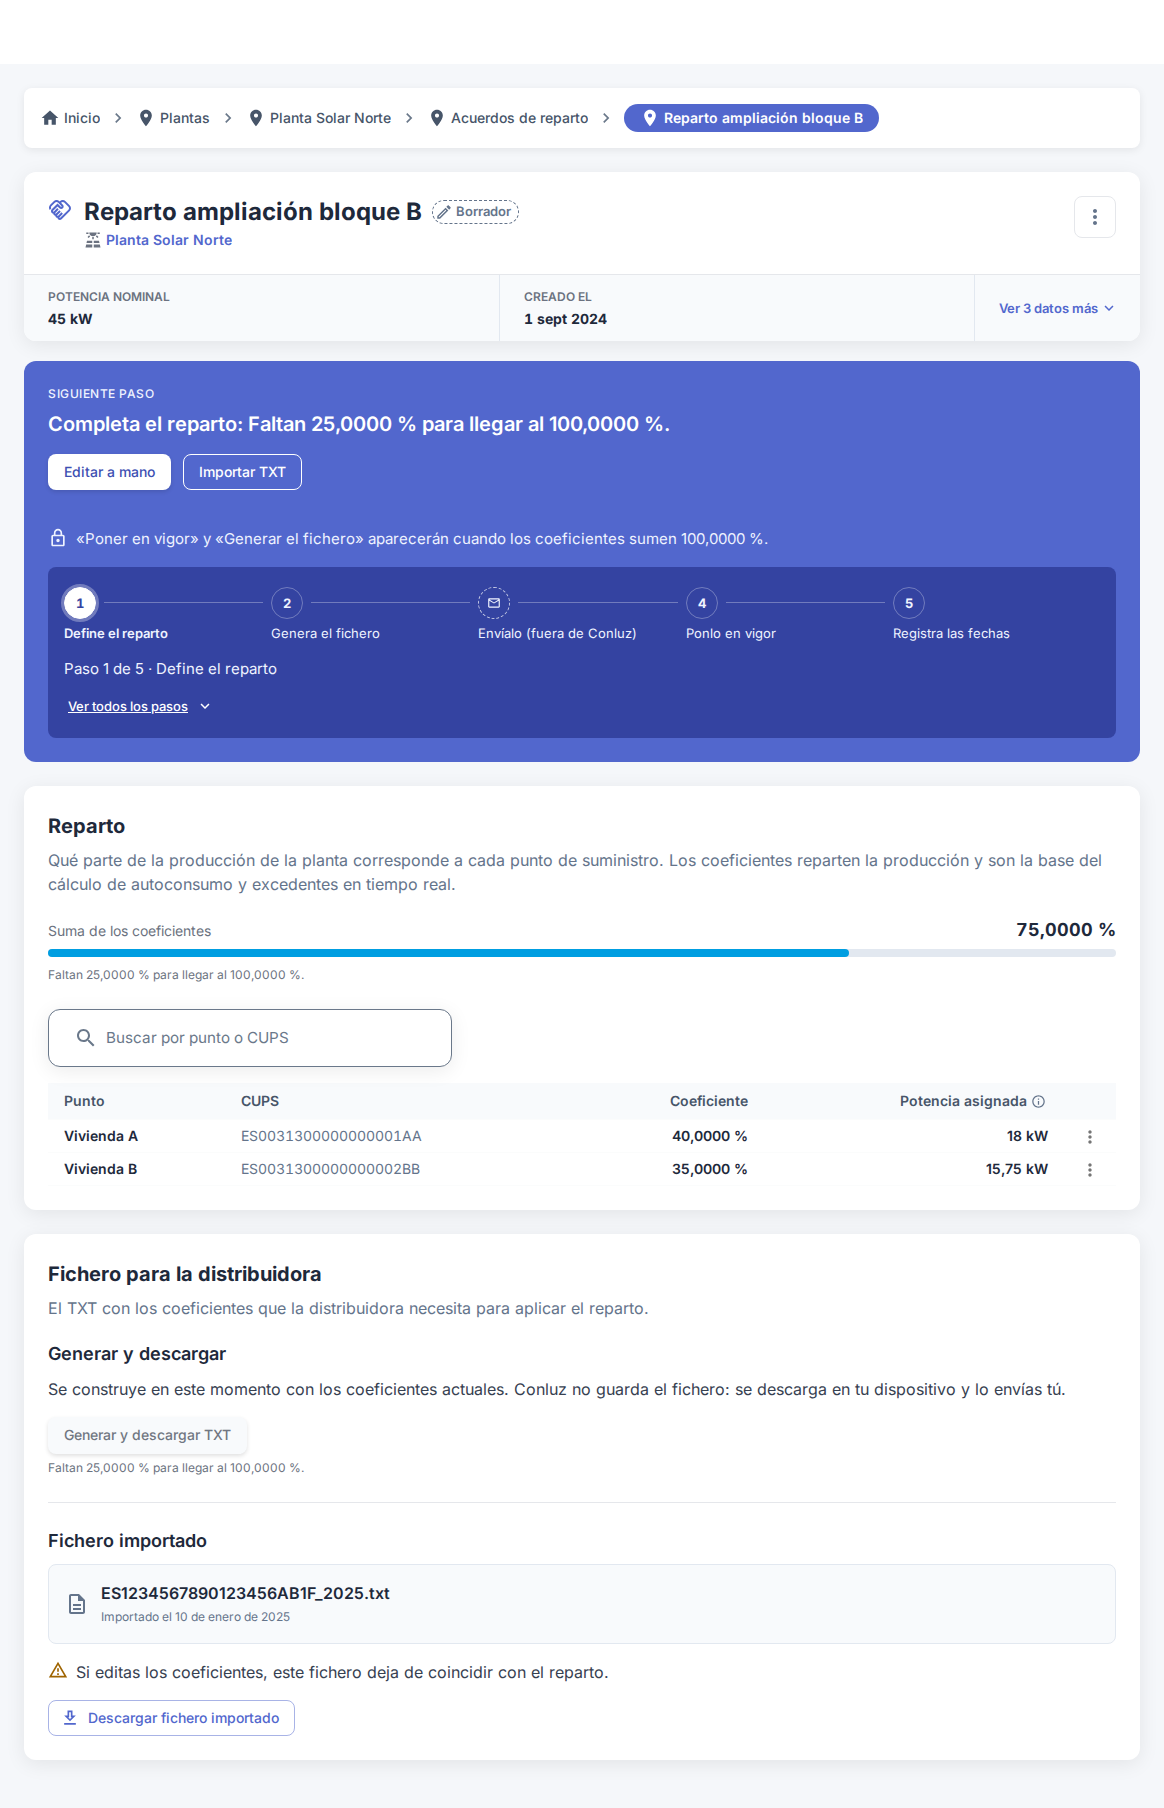 Inicio
Plantas
Planta Solar Norte
Acuerdos de reparto
Reparto ampliación bloque B
Reparto ampliación bloque B
Borrador
Planta Solar Norte
POTENCIA NOMINAL
45 kW
CREADO EL
1 sept 2024
Ver 3 datos más
SIGUIENTE PASO
Completa el reparto: Faltan 25,0000 % para llegar al 100,0000 %.
Editar a mano
Importar TXT
«Poner en vigor» y «Generar el fichero» aparecerán cuando los coeficientes sumen 100,0000 %.
1
2
4
5
Define el reparto
Genera el fichero
Envíalo (fuera de Conluz)
Ponlo en vigor
Registra las fechas
Paso 1 de 5 · Define el reparto
Ver todos los pasos
Reparto
Qué parte de la producción de la planta corresponde a cada punto de suministro. Los coeficientes reparten la producción y son la base del
cálculo de autoconsumo y excedentes en tiempo real.
Suma de los coeficientes
75,0000 %
Faltan 25,0000 % para llegar al 100,0000 %.
Buscar por punto o CUPS
Punto CUPS Coeficiente Potencia asignada
Vivienda A ES0031300000000001AA 40,0000 % 18 kW
Vivienda B ES0031300000000002BB 35,0000 % 15,75 kW
Fichero para la distribuidora
El TXT con los coeficientes que la distribuidora necesita para aplicar el reparto.
Generar y descargar
Se construye en este momento con los coeficientes actuales. Conluz no guarda el fichero: se descarga en tu dispositivo y lo envías tú.
Generar y descargar TXT
Faltan 25,0000 % para llegar al 100,0000 %.
Fichero importado
ES1234567890123456AB1F_2025.txt
Importado el 10 de enero de 2025
Si editas los coeficientes, este fichero deja de coincidir con el reparto.
Descargar fichero importado